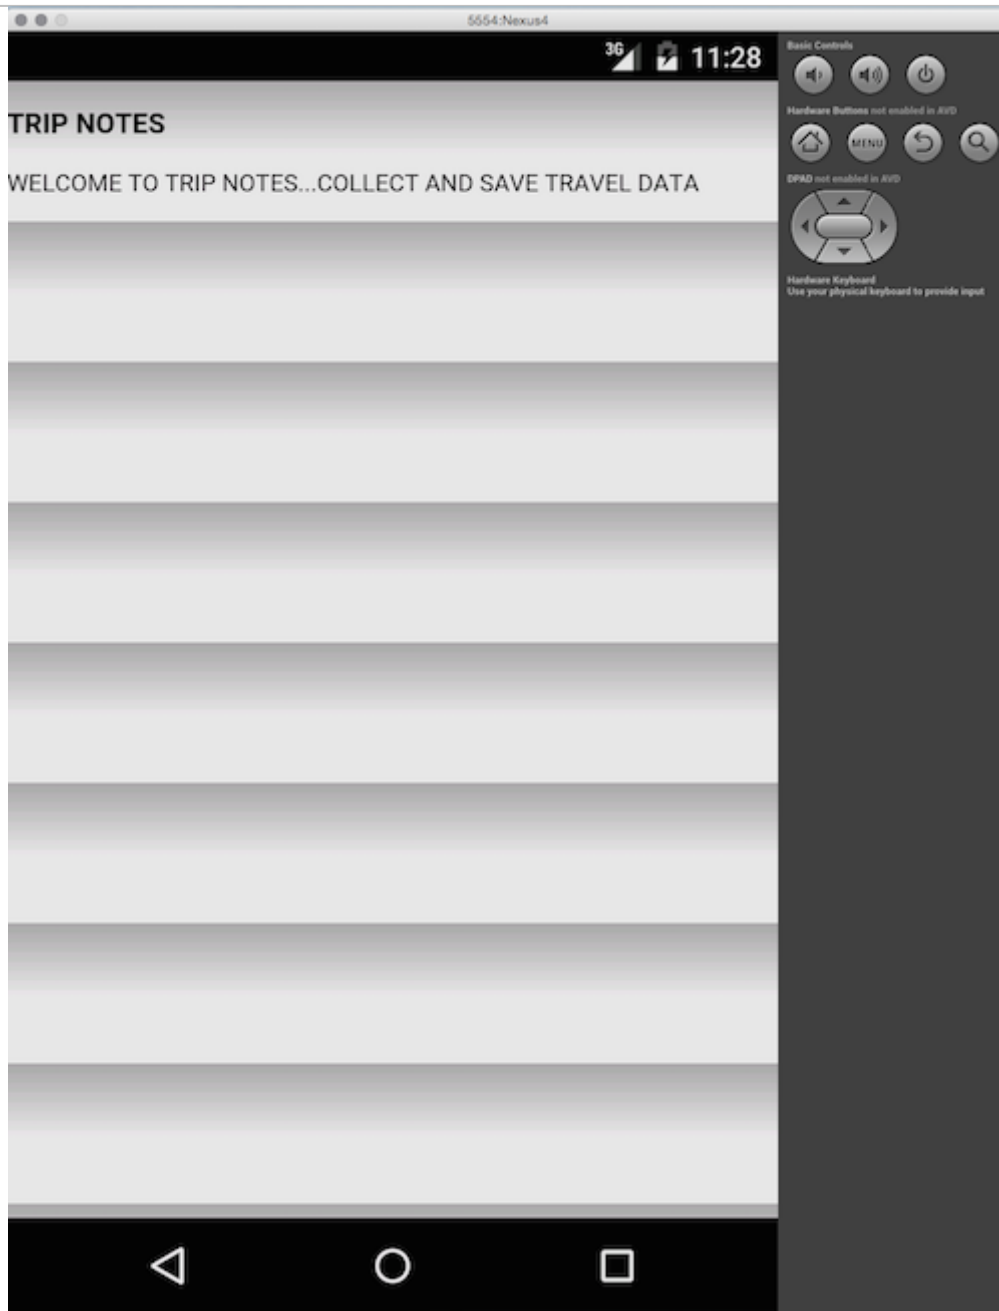 5554:Nexus4
3G 11:28
TRIP NOTES
WELCOME TO TRIP NOTES...COLLECT AND SAVE TRAVEL DATA
Basic Controls
Hardware Buttons not enabled in AVD
MENU
DPAD not enabled in AVD
Hardware Keyboard
Use your physical keyboard to provide input